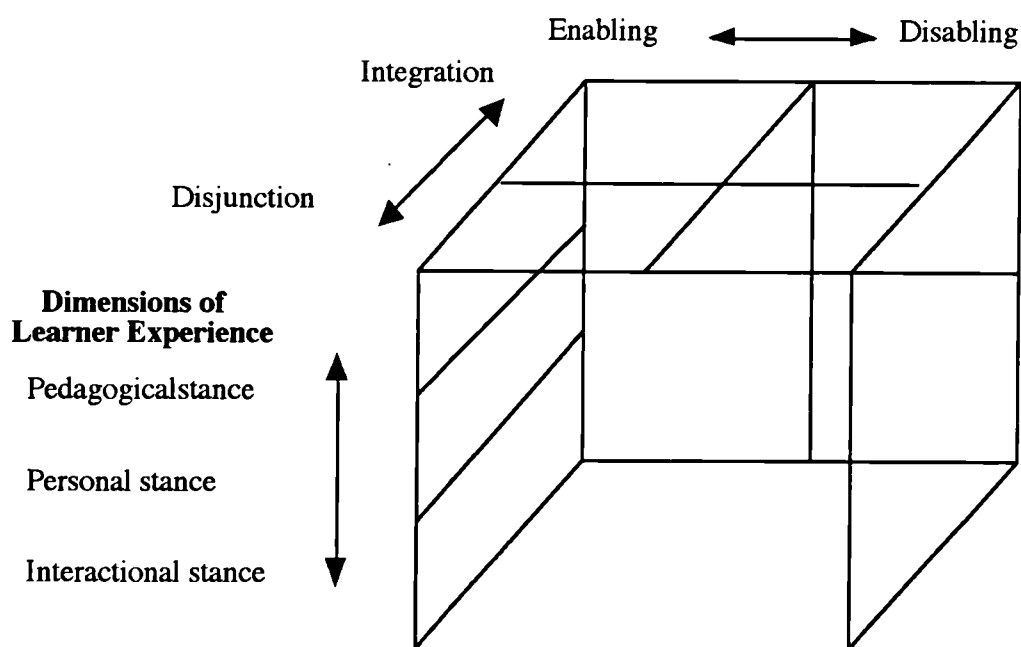 Enabling Disabling
Integration
Disjunction
Dimensions of
Learner Experience
Pedagogicalstance
Personal stance
Interactional stance